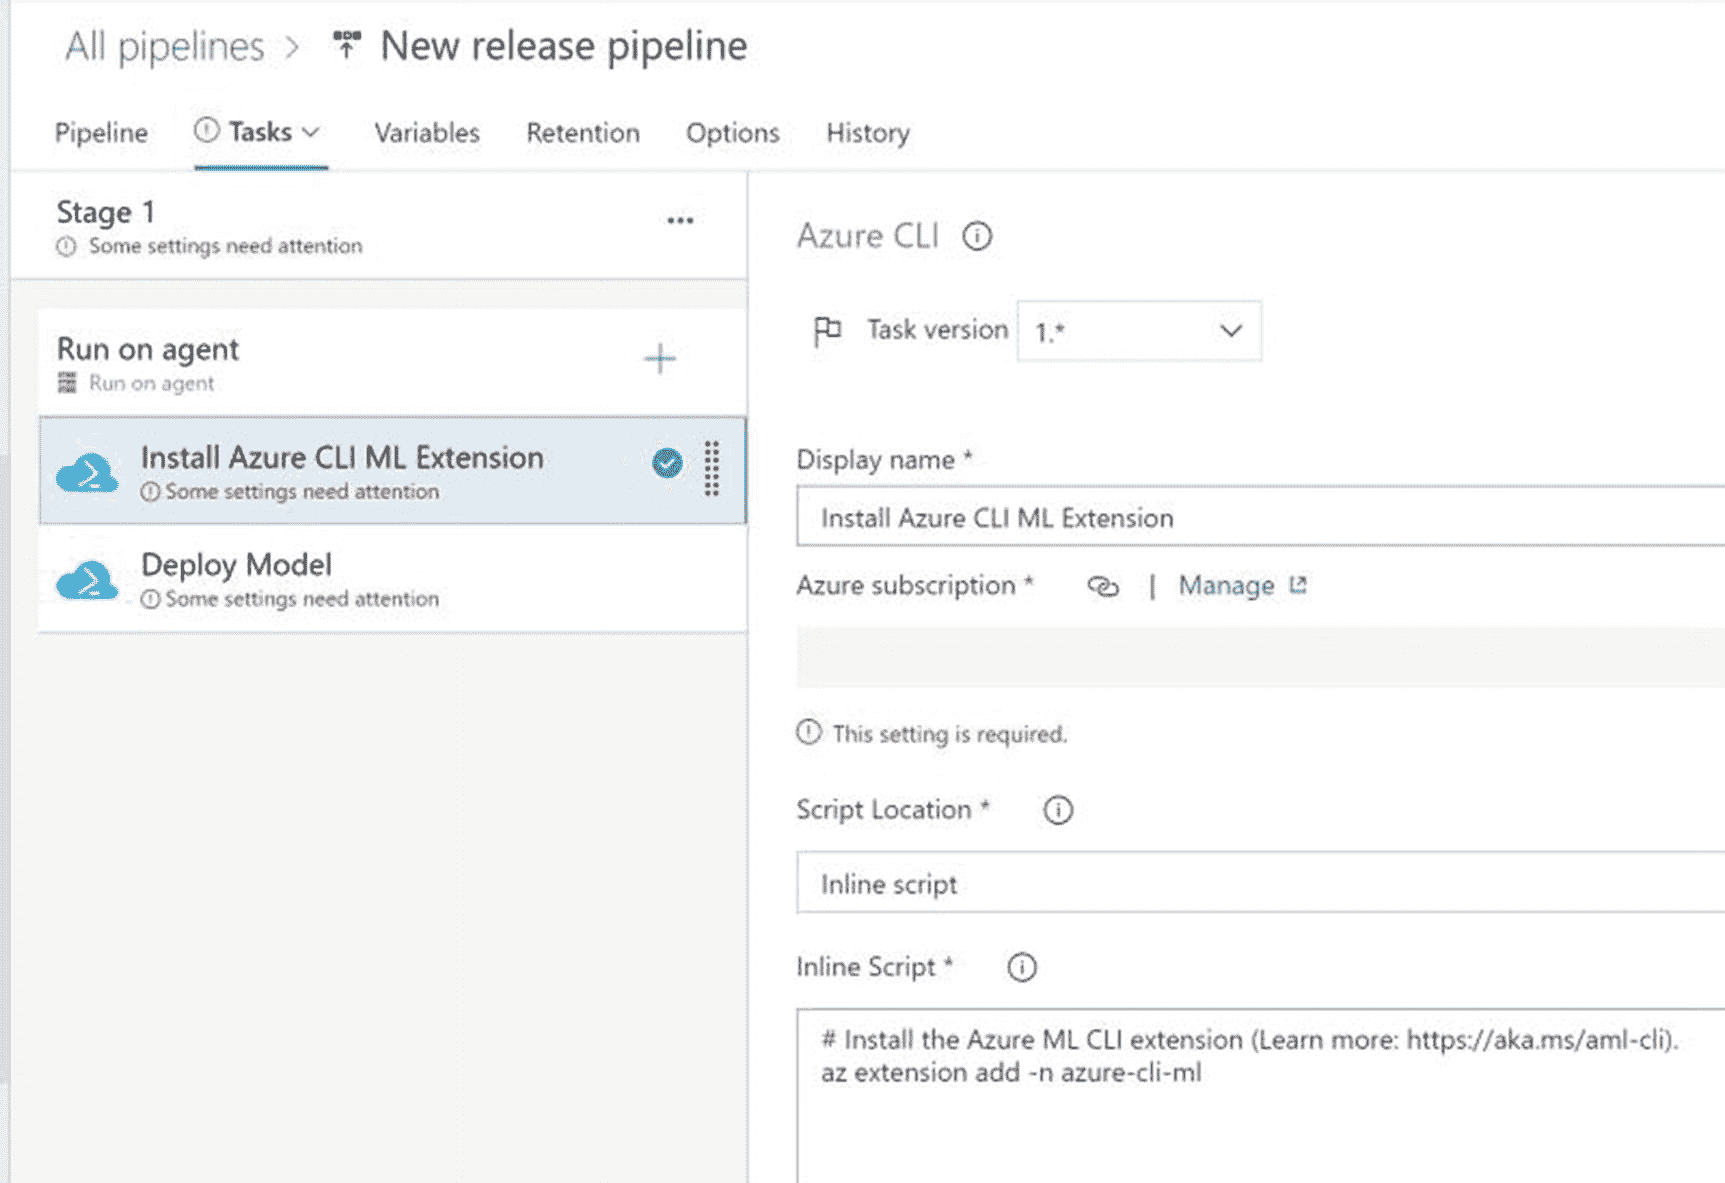 All pipelines > New release pipeline
Pipeline Tasks Variables Retention Options History
Stage 1
Some settings need attention
Run on agent
Run on agent
Install Azure CLI ML Extension
Some settings need attention
Deploy Model
Some settings need attention
Azure CLI
Task version 1.*
Display name *
Install Azure CLI ML Extension
Azure subscription * | Manage
This setting is required.
Script Location *
Inline script
Inline Script *
# Install the Azure ML CLI extension (Learn more: https://aka.ms/aml-cli).
az extension add -n azure-cli-ml